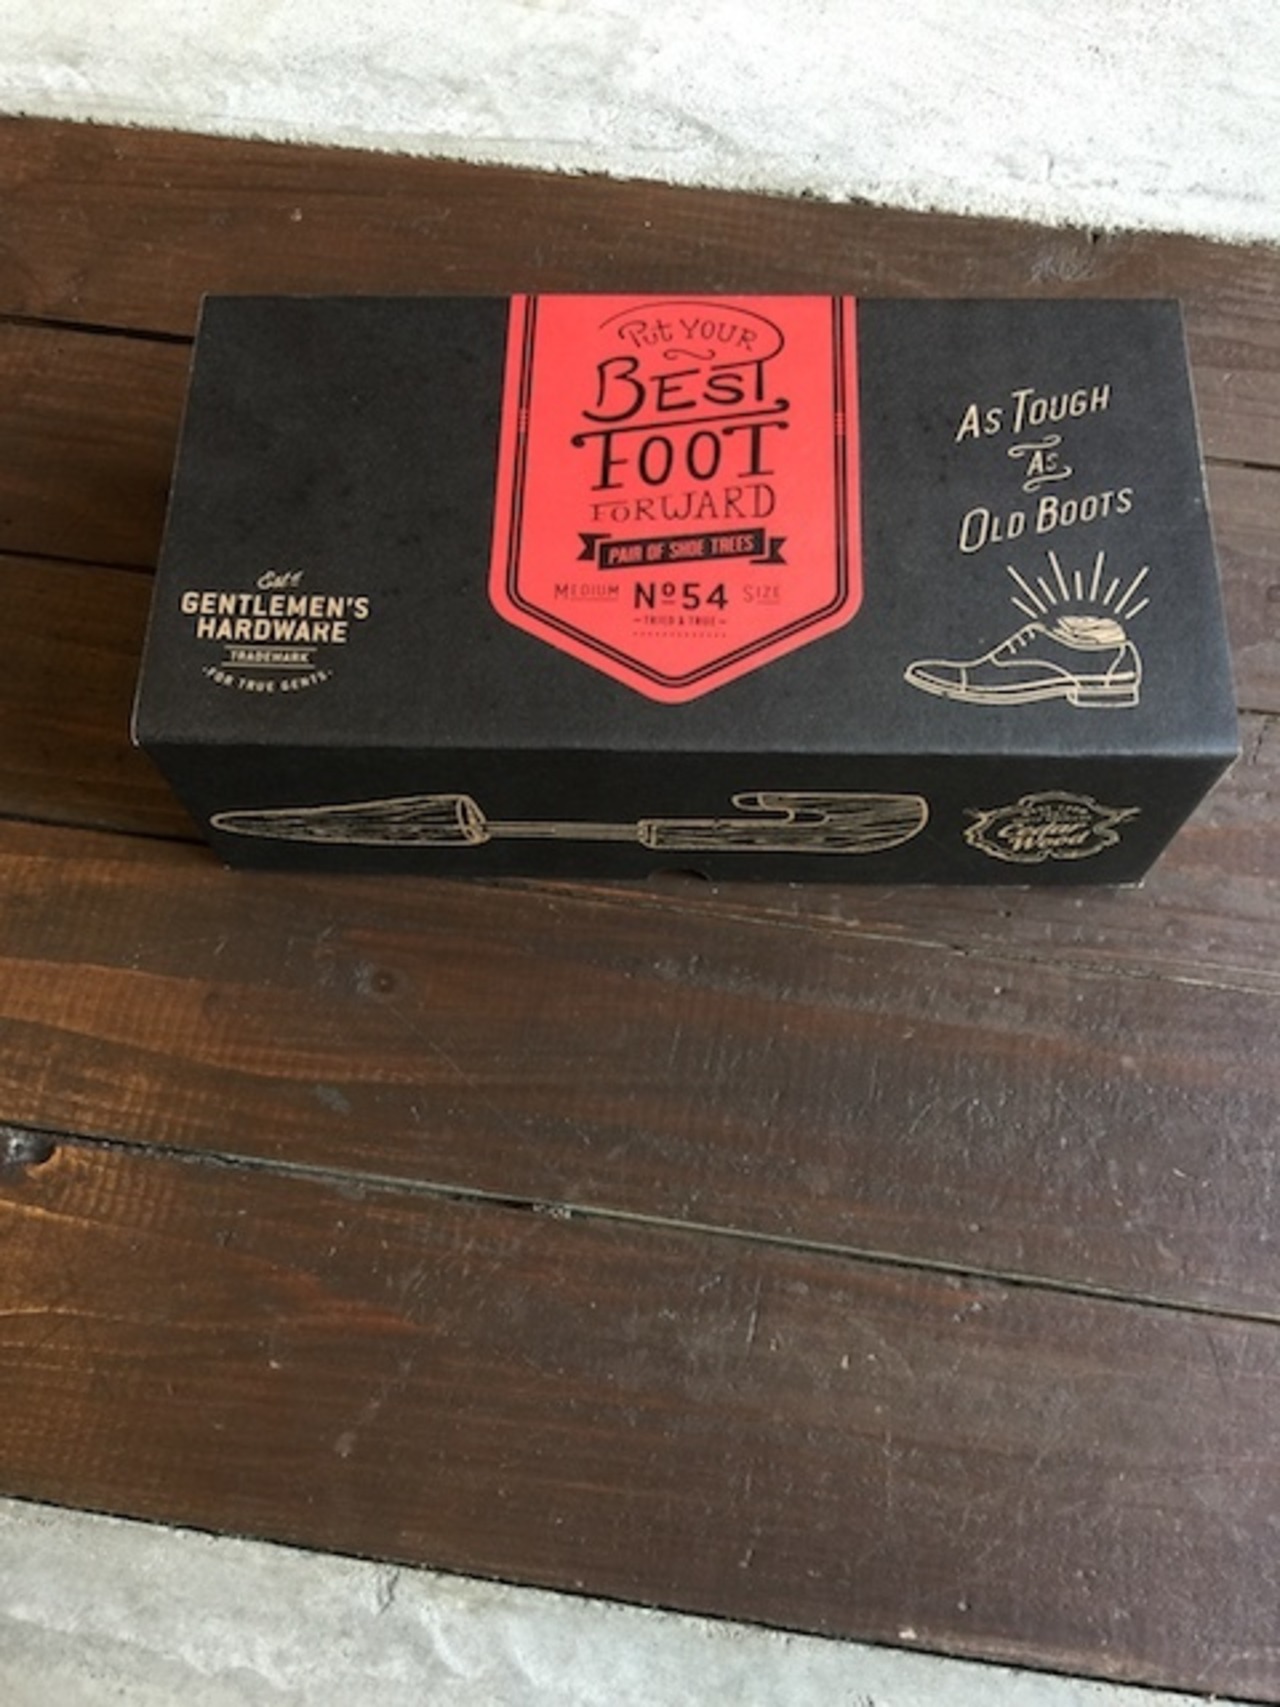 Put YOUR
BEST
FOOT
FORWARD
PAIR OF SHOE TREES
MEDIUM Nº54 SIZE
- TRIED & TRUE -
AS TOUGH
AS
OLD BOOTS
Estd
GENTLEMEN'S
HARDWARE
TRADEMARK
·FOR TRUE GENTS·
Cedar
Wood